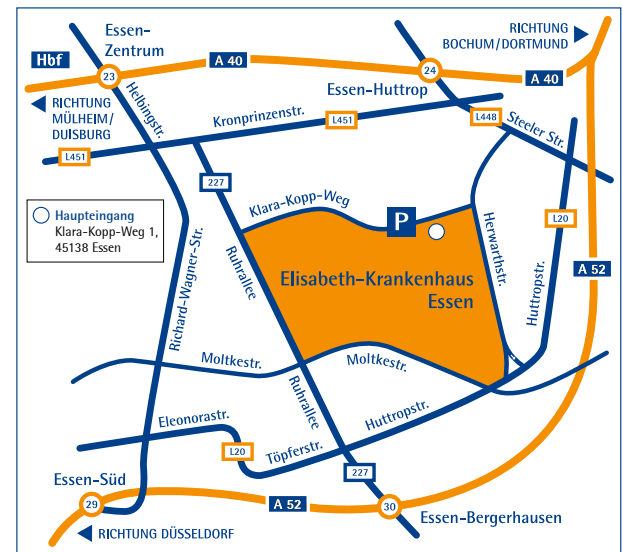 Essen-
Zentrum
RICHTUNG
BOCHUM/DORTMUND
Hbf
23
A 40
24
A 40
RICHTUNG
MÜLHEIM/
DUISBURG
Helbingstr.
Essen-Huttrop
Kronprinzenstr.
L451
L448
Steeler Str.
L451
227
Klara-Kopp-Weg
P
L20
Haupteingang
Klara-Kopp-Weg 1,
45138 Essen
Herwarthstr.
Ruhrallee
Elisabeth-Krankenhaus
Essen
A 52
Huttropstr.
Richard-Wagner-Str.
Moltkestr.
Moltkestr.
Ruhrallee
Eleonorastr.
Huttropstr.
L20
Töpferstr.
227
Essen-Süd
29
A 52
30
Essen-Bergerhausen
RICHTUNG DÜSSELDORF